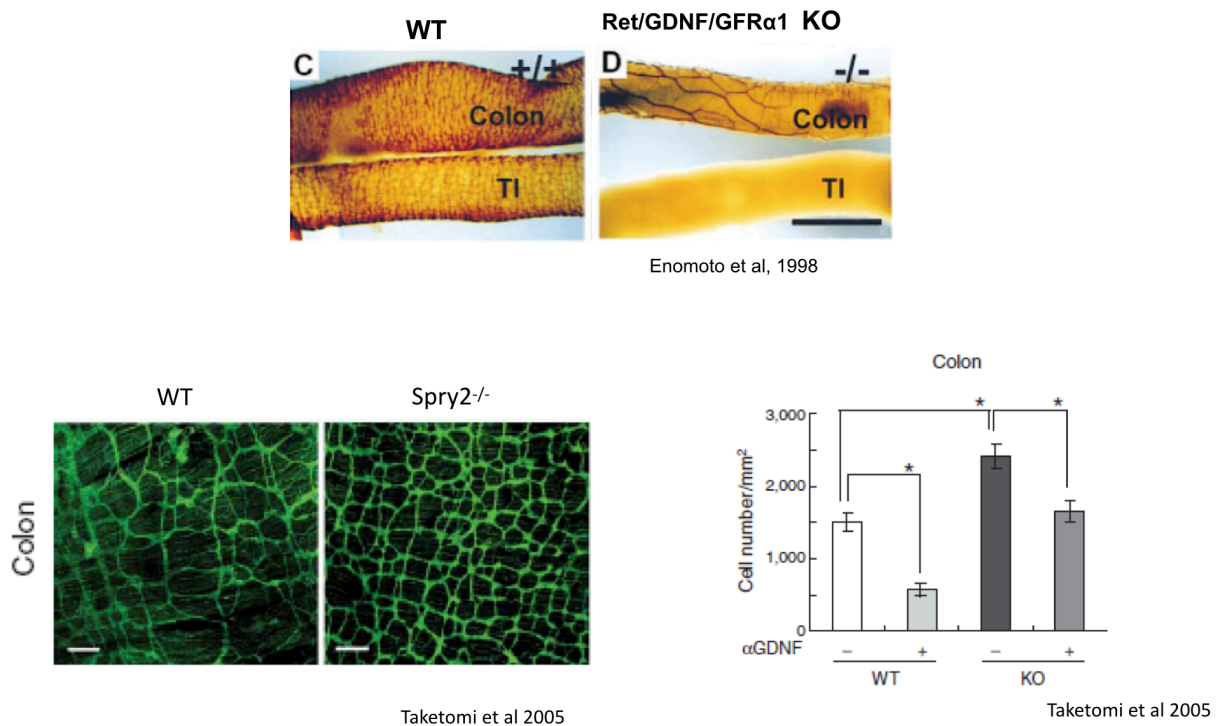 WT
Ret/GDNF/GFRα1 KO
C
+/+
Colon
TI
D
-/-
Colon
TI
Enomoto et al, 1998
WT
Spry2-/-
Colon
Taketomi et al 2005
Colon
Cell number/mm²
3,000
2,000
1,000
0
*
*
*
αGDNF
– + – +
WT KO
Taketomi et al 2005